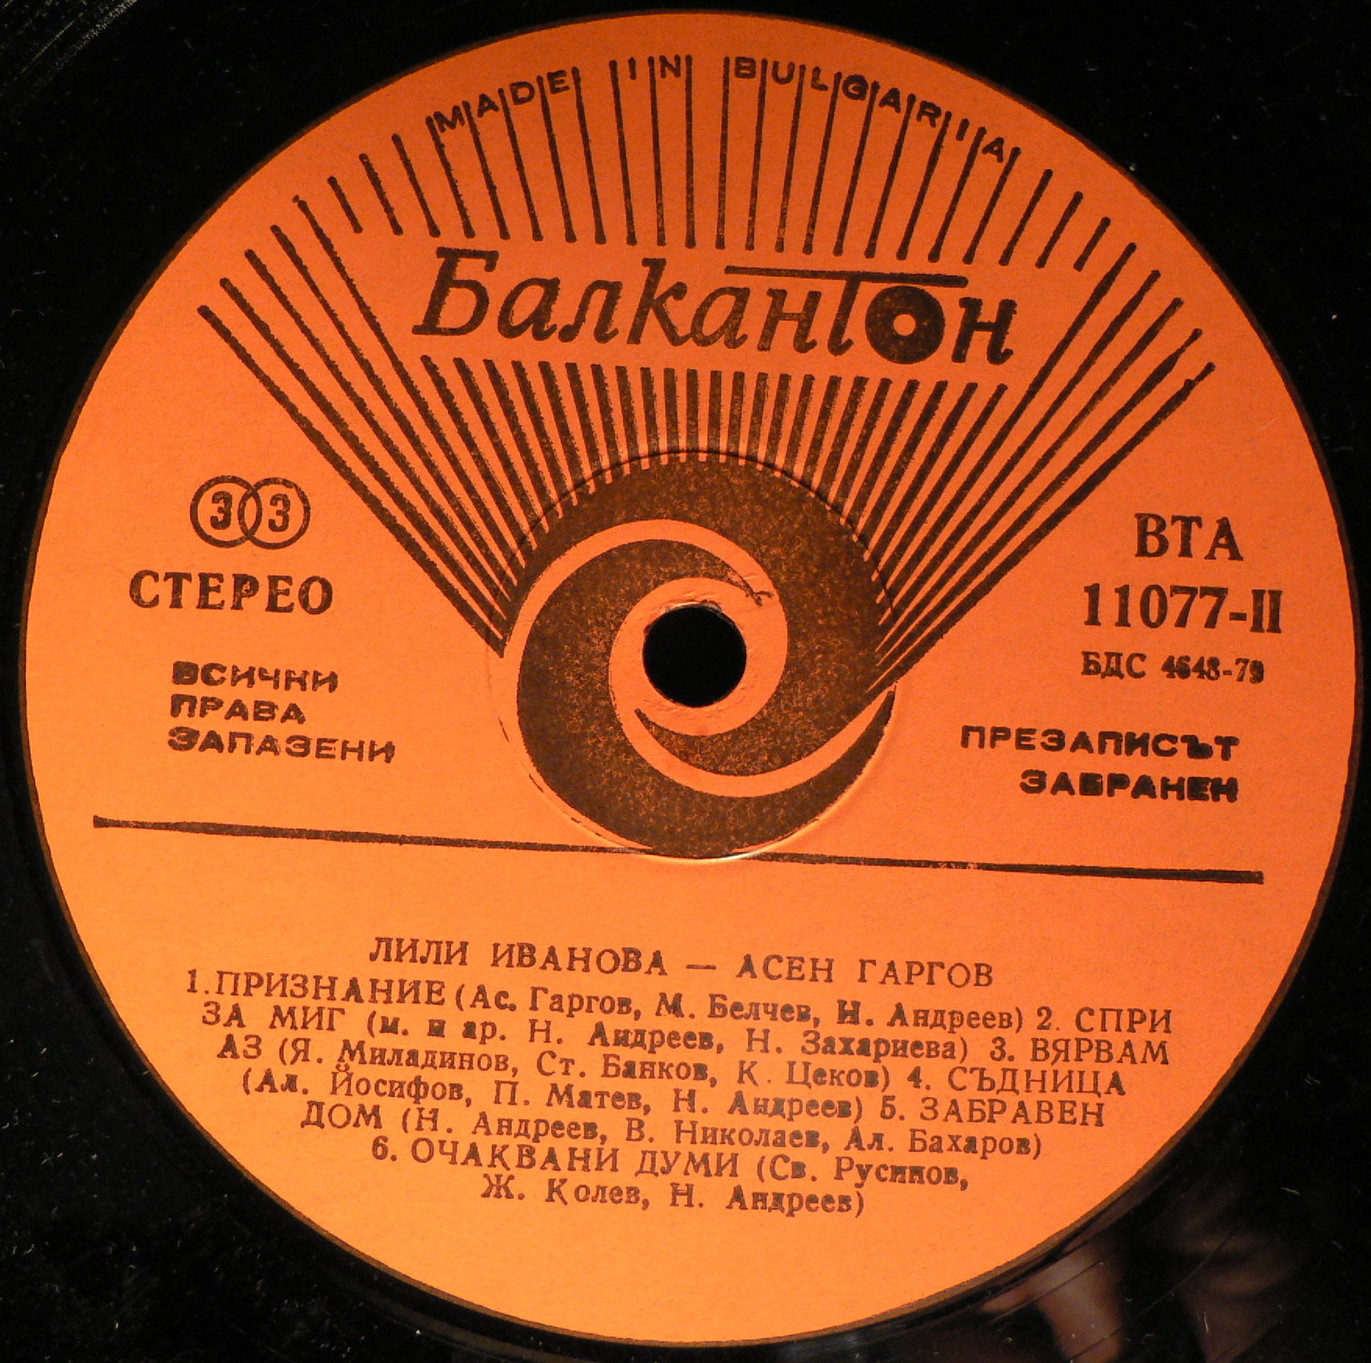 MADE IN BULGARIA
Балкантон
33
СТЕРЕО
ВСИЧКИ
ПРАВА
ЗАПАЗЕНИ
ВТА
11077-II
БДС 4648-79
ПРЕЗАПИСЪТ
ЗАБРАНЕН
ЛИЛИ ИВАНОВА — АСЕН ГАРГОВ
1.ПРИЗНАНИЕ (Ас. Гаргов, М. Белчев, Н. Андреев) 2. СПРИ
ЗА МИГ (м. и ар. Н. Андреев, Н. Захариева) 3. ВЯРВАМ
АЗ (Я. Миладинов, Ст. Банков, К. Цеков) 4. СЪДНИЦА
(Ал. Йосифов, П. Матев, Н. Андреев) 5. ЗАБРАВЕН
ДОМ (Н. Андреев, В. Николаев, Ал. Бахаров)
6. ОЧАКВАНИ ДУМИ (Св. Русинов,
Ж. Колев, Н. Андреев)